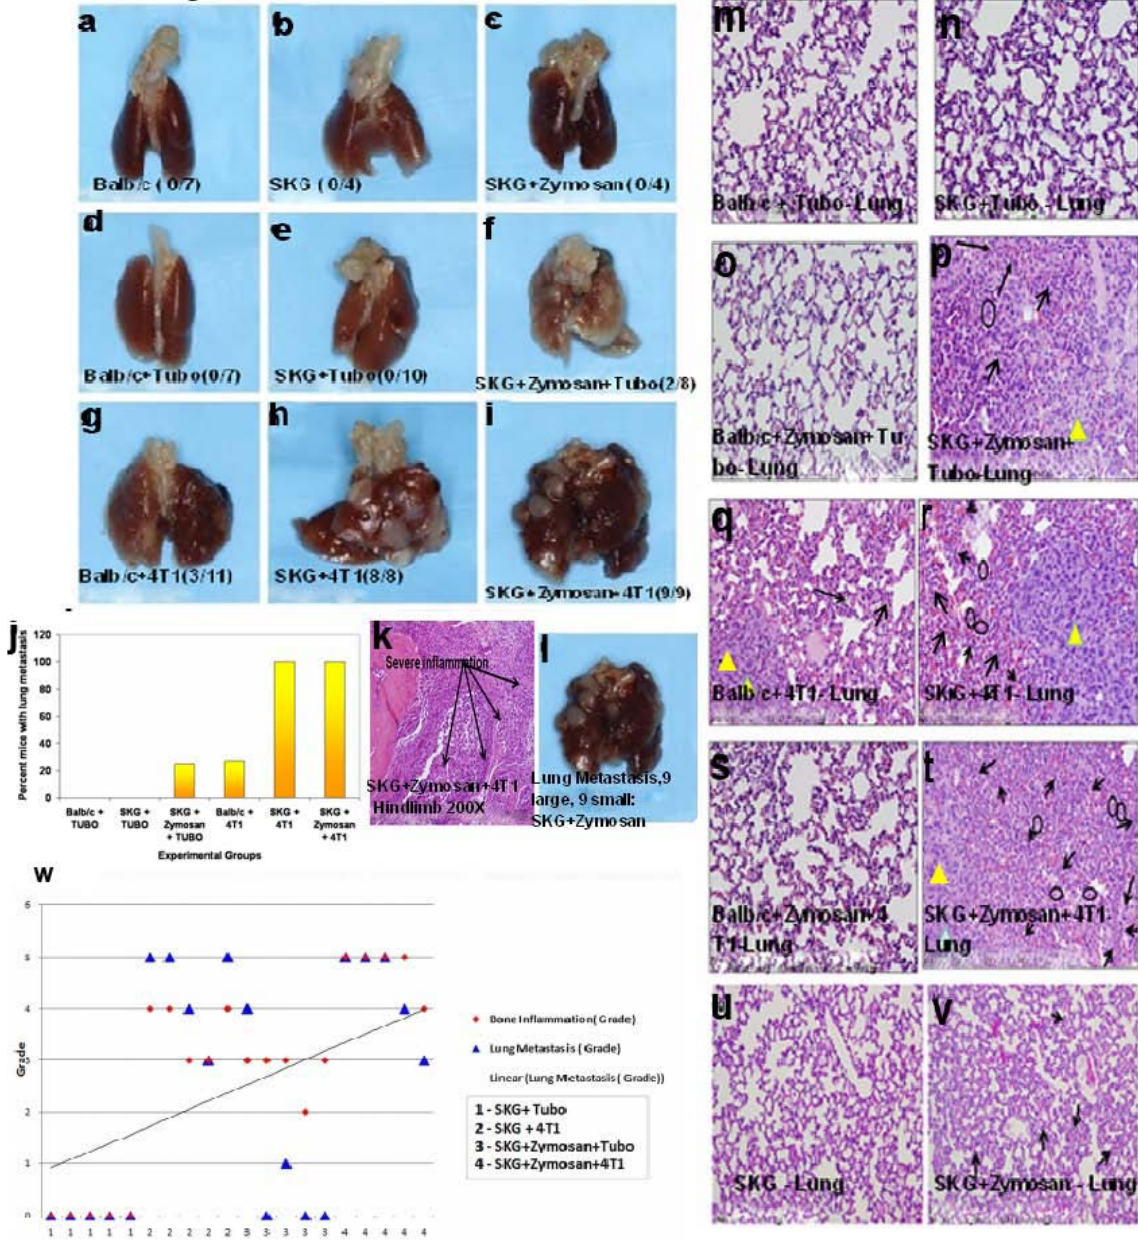 a
Balb/c ( 0/7)
b
SKG ( 0/4)
c
SKG+Zymosan (0/4)
d
Balb/c+Tubo(0/7)
e
SKG+Tubo(0/10)
f
SKG+Zymosan+Tubo(2/8)
g
Balb/c+4T1(3/11)
h
SKG+4T1(8/8)
i
SKG+Zymosan+4T1(9/9)
j
Percent mice with lung metastasis
120
100
80
60
40
20
0
Balb/c +
TUBO
SKG +
TUBO
SKG +
Zymosan
+ TUBO
Balb/c +
4T1
SKG +
4T1
SKG +
Zymosan
+ 4T1
Experimental Groups
k
Severe inflammation
SKG+Zymosan+4T1
Hindlimb 200X
l
Lung Metastasis,9
large, 9 small:
SKG+Zymosan
m
Balb/c + Tubo-Lung
n
SKG+Tubo - Lung
o
Balb/c+Zymosan+Tu
bo-Lung
p
SKG+Zymosan+
Tubo-Lung
q
Balb/c+4T1- Lung
r
SKG+4T1- Lung
s
Balb/c+Zymosan+4
T1-Lung
t
SKG+Zymosan+4T1-
Lung
u
SKG - Lung
v
SKG+Zymosan - Lung
w
Grade
6
5
4
3
2
1
0
1 1 1 1 1 2 2 2 2 2 3 3 3 3 3 4 4 4 4 4
Bone Inflammation( Grade)
Lung Metastasis ( Grade)
Linear (Lung Metastasis ( Grade))
1 - SKG+ Tubo
2 - SKG + 4T1
3 - SKG+Zymosan+Tubo
4 - SKG+Zymosan+4T1